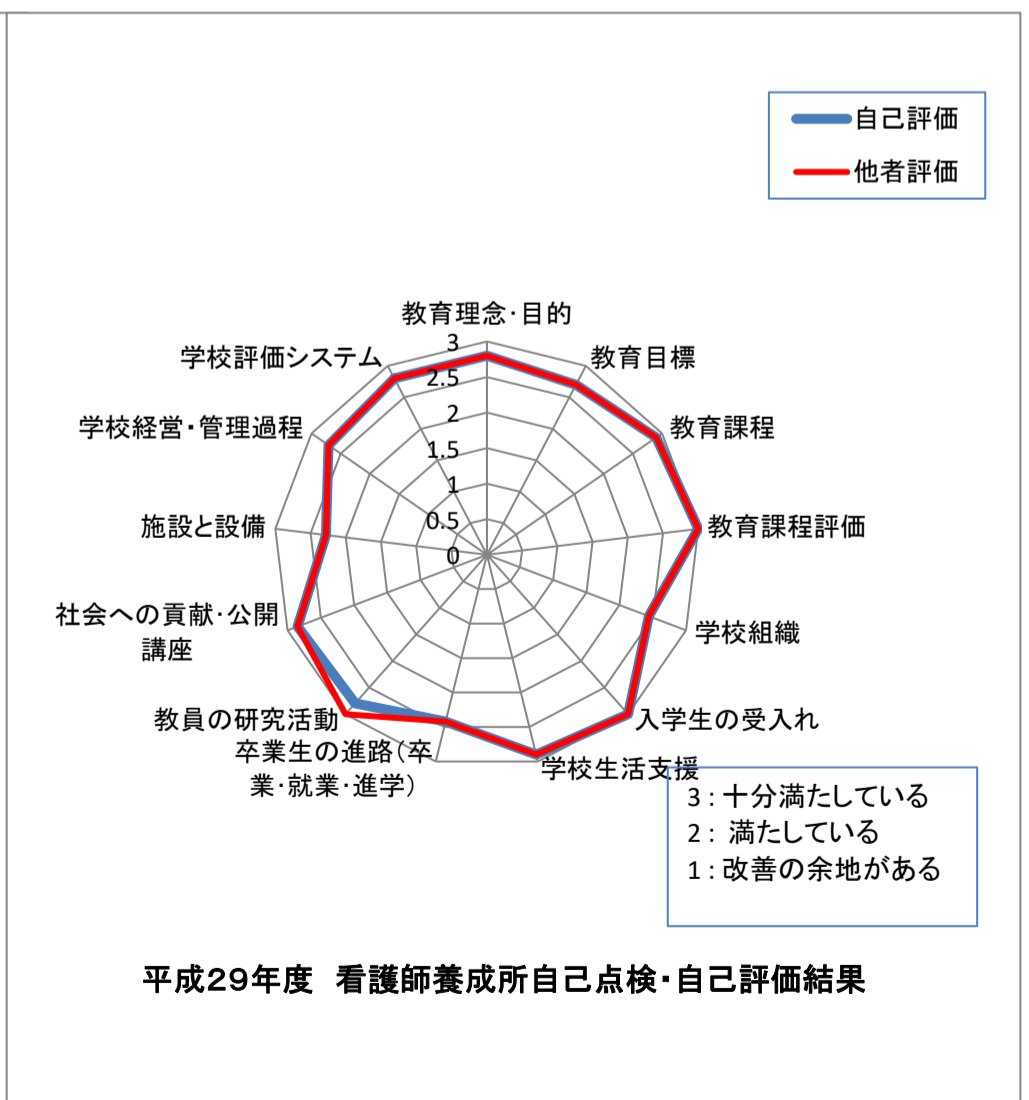 自己評価
他者評価
教育理念･目的
教育目標
教育課程
教育課程評価
学校組織
入学生の受入れ
学校生活支援
卒業生の進路（卒
業･就業･進学）
教員の研究活動
社会への貢献･公開
講座
施設と設備
学校経営・管理過程
学校評価システム
3
2.5
2
1.5
1
0.5
0
3 : 十分満たしている
2 : 満たしている
1 : 改善の余地がある
平成２９年度　看護師養成所自己点検・自己評価結果